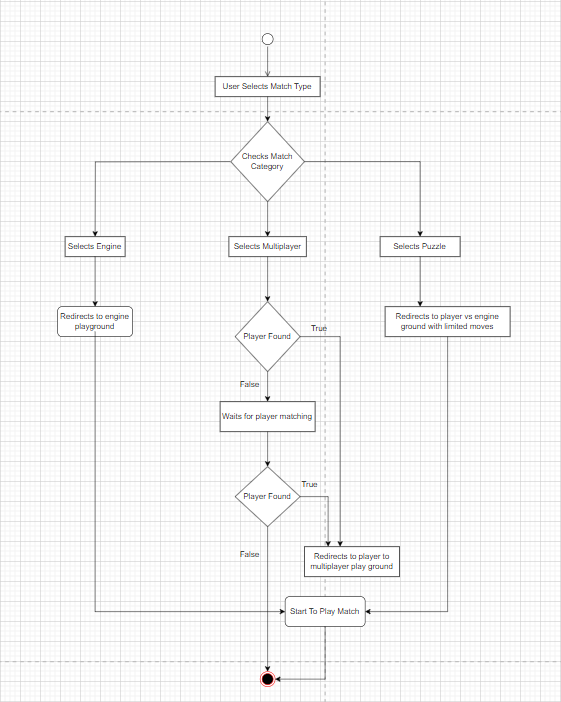 User Selects Match Type
Checks Match
Category
Selects Engine
Selects Multiplayer
Selects Puzzle
Redirects to engine
playground
Redirects to player vs engine
ground with limited moves
True
Player Found
False
Waits for player matching
True
Player Found
False
Redirects to player to
multiplayer play ground
Start To Play Match